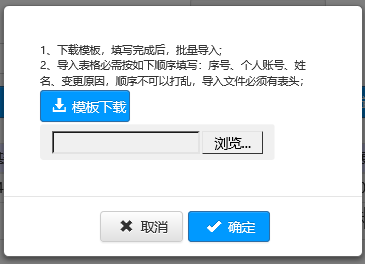 1、下载模板，填写完成后，批量导入;
2、导入表格必需按如下顺序填写：序号、个人账号、姓
名、变更原因，顺序不可以打乱，导入文件必须有表头；
模板下载
浏览...
取消
确定